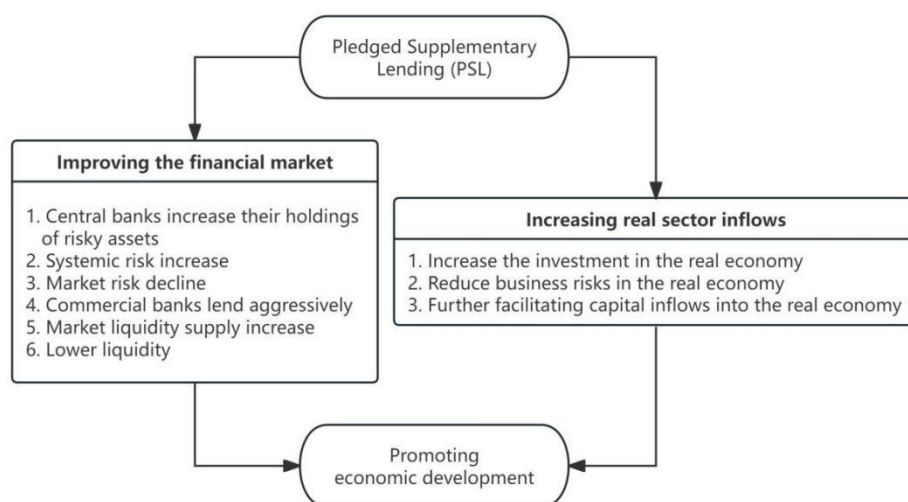 Pledged Supplementary
Lending (PSL)
Improving the financial market
1. Central banks increase their holdings
of risky assets
2. Systemic risk increase
3. Market risk decline
4. Commercial banks lend aggressively
5. Market liquidity supply increase
6. Lower liquidity
Increasing real sector inflows
1. Increase the investment in the real economy
2. Reduce business risks in the real economy
3. Further facilitating capital inflows into the real economy
Promoting
economic development